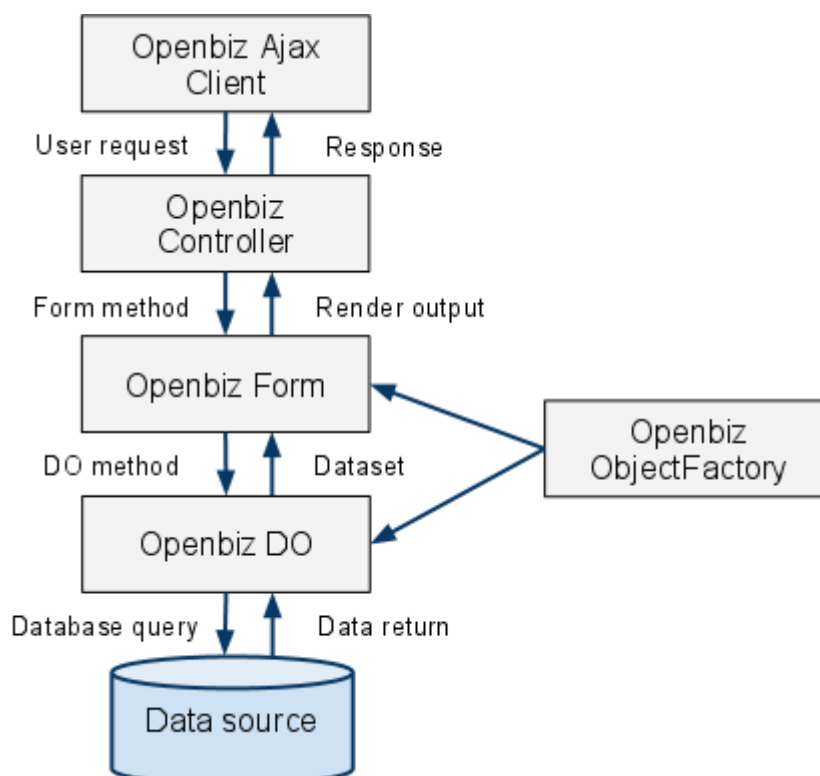 Openbiz Ajax
Client
User request
Response
Openbiz
Controller
Form method
Render output
Openbiz Form
Openbiz
ObjectFactory
DO method
Dataset
Openbiz DO
Database query
Data return
Data source